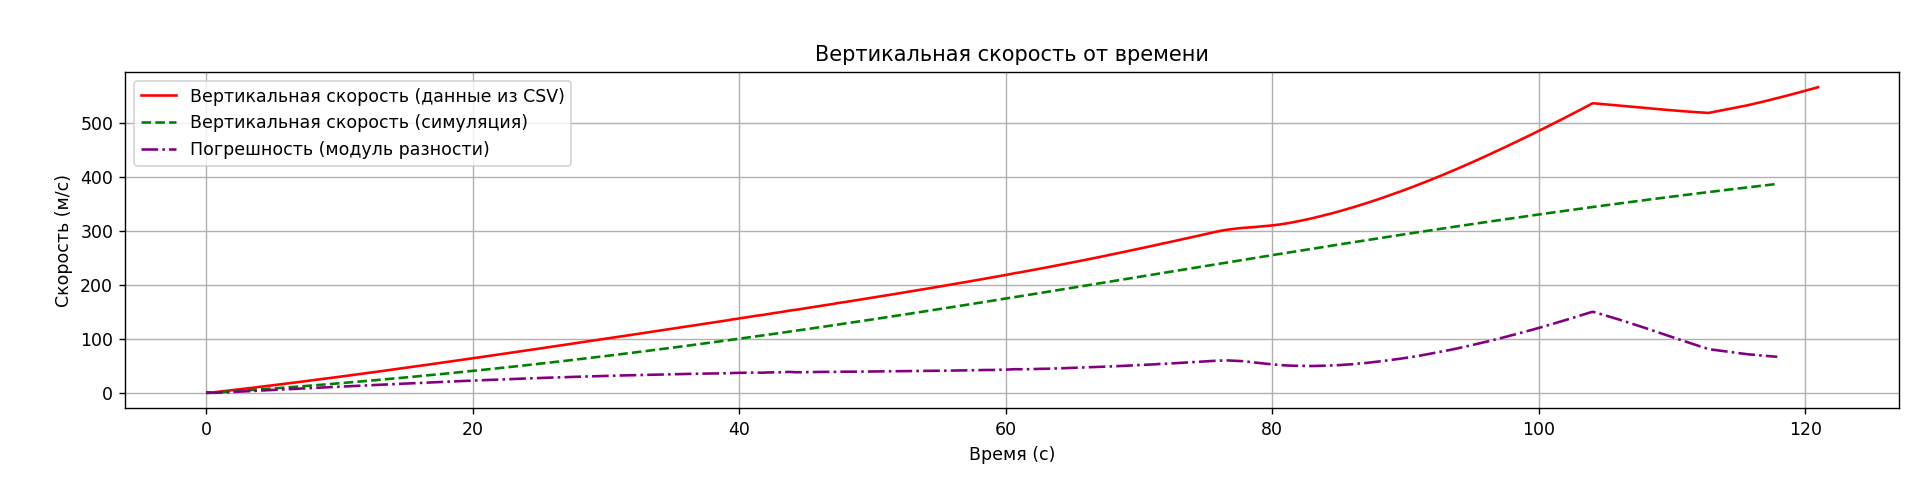 Вертикальная скорость от времени
Вертикальная скорость (данные из CSV)
Вертикальная скорость (симуляция)
Погрешность (модуль разности)
Скорость (м/с)
500
400
300
200
100
0
0 20 40 60 80 100 120
Время (с)